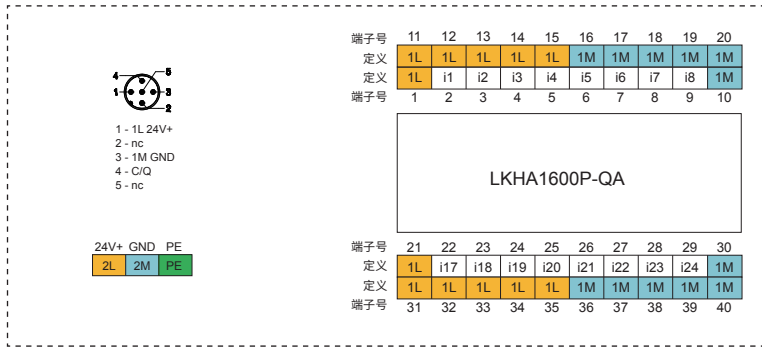 端子号 11 12 13 14 15 16 17 18 19 20
定义 1L 1L 1L 1L 1L 1M 1M 1M 1M 1M
定义 1L i1 i2 i3 i4 i5 i6 i7 i8 1M
端子号 1 2 3 4 5 6 7 8 9 10
4 5
1 3
2
1 - 1L 24V+
2 - nc
3 - 1M GND
4 - C/Q
5 - nc
LKHA1600P-QA
24V+ GND PE
2L 2M PE
端子号 21 22 23 24 25 26 27 28 29 30
定义 1L i17 i18 i19 i20 i21 i22 i23 i24 1M
定义 1L 1L 1L 1L 1L 1M 1M 1M 1M 1M
端子号 31 32 33 34 35 36 37 38 39 40